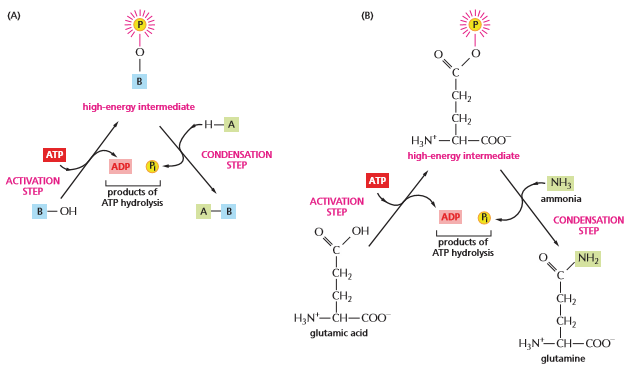 (A)
P
O
B
high-energy intermediate
H—A
ATP
ADP
Pi
CONDENSATION
STEP
ACTIVATION
STEP
products of
ATP hydrolysis
B—OH
A—B
(B)
P
O
O
C
CH₂
CH₂
H₃N⁺—CH—COO⁻
high-energy intermediate
ATP
NH₃
ammonia
ACTIVATION
STEP
ADP
Pi
CONDENSATION
STEP
products of
ATP hydrolysis
O
OH
C
CH₂
CH₂
H₃N⁺—CH—COO⁻
glutamic acid
O
NH₂
C
CH₂
CH₂
H₃N⁺—CH—COO⁻
glutamine